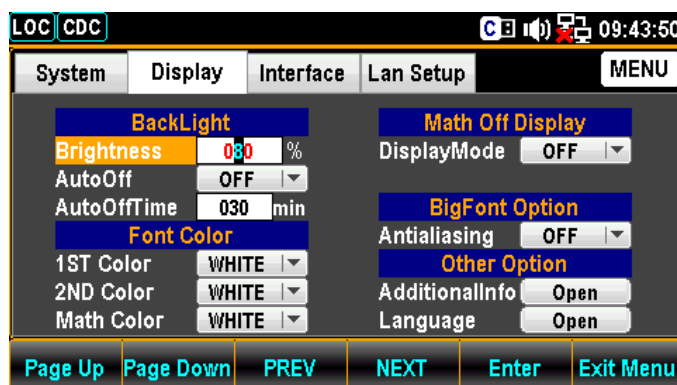 LOC CDC C 09:43:50
System Display Interface Lan Setup MENU
BackLight
Brightness 080 %
AutoOff OFF
AutoOffTime 030 min
Font Color
1ST Color WHITE
2ND Color WHITE
Math Color WHITE
Math Off Display
DisplayMode OFF
BigFont Option
Antialiasing OFF
Other Option
AdditionalInfo Open
Language Open
Page Up Page Down PREV NEXT Enter Exit Menu